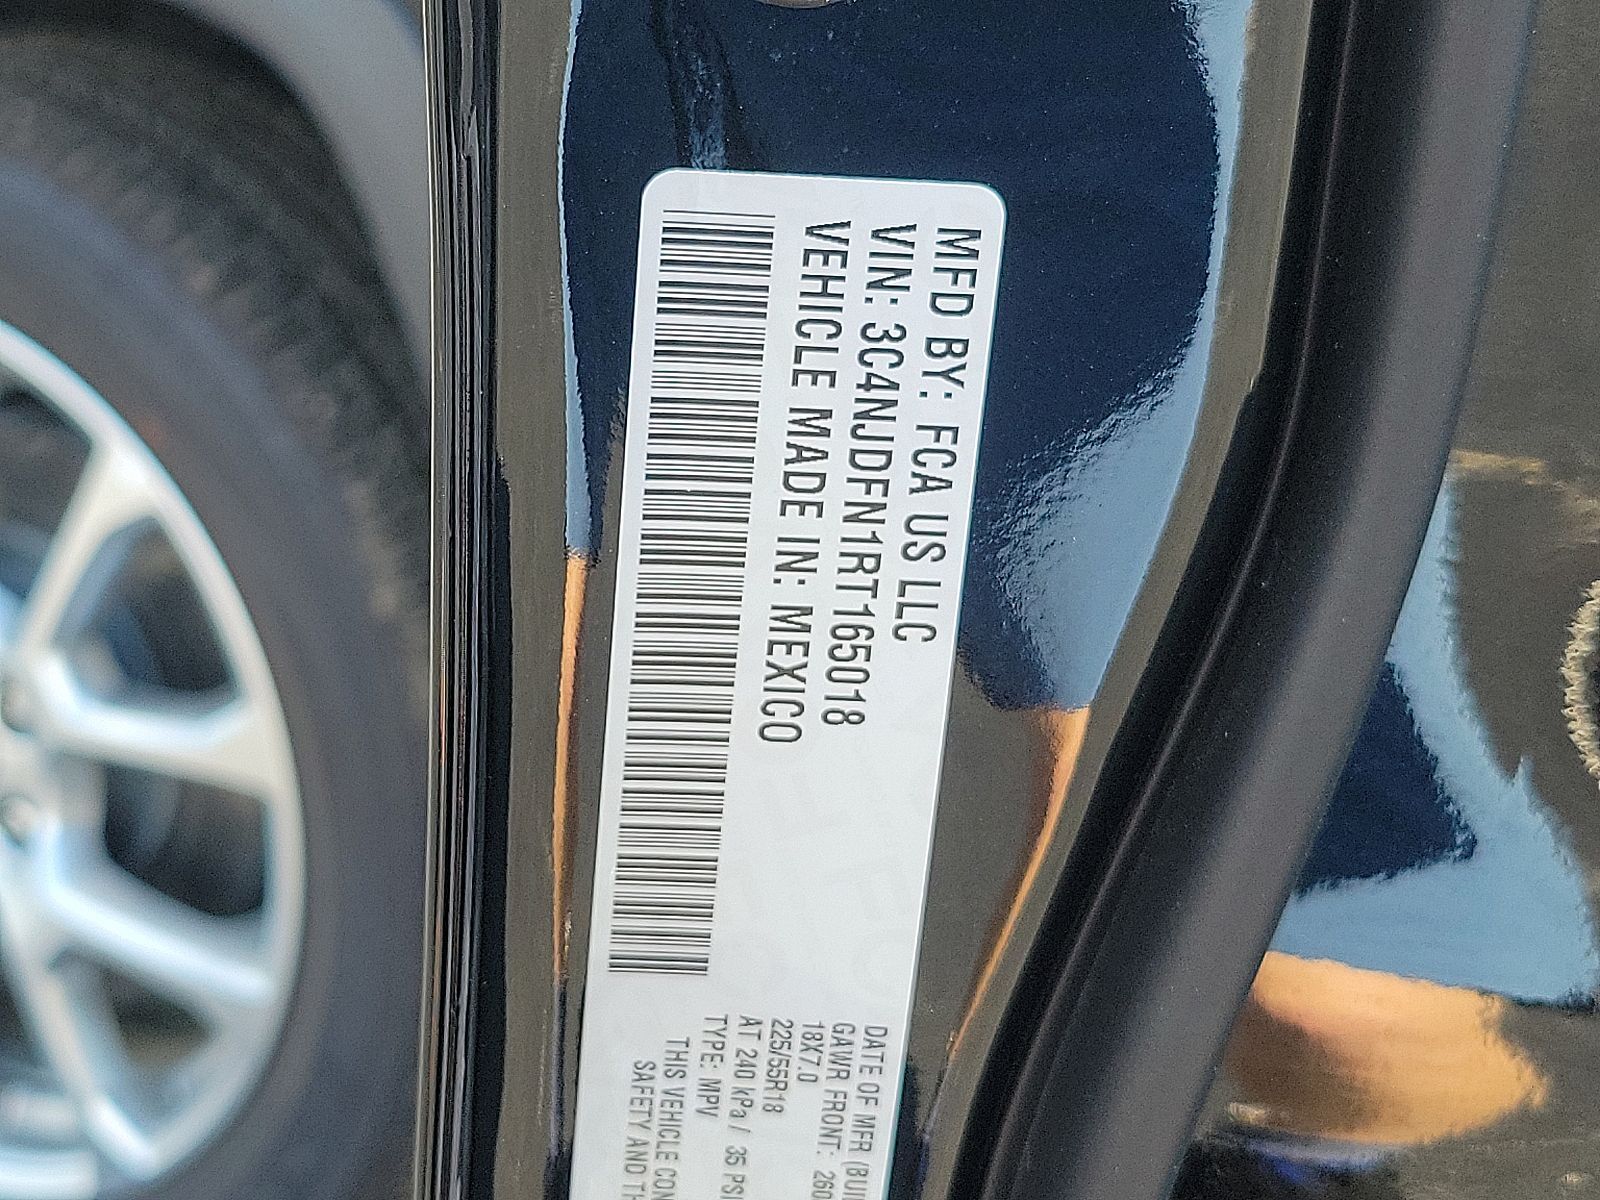 MFD BY: FCA US LLC
VIN: 3C4NJDFN1RT165018
VEHICLE MADE IN: MEXICO
DATE OF MFR
GAWR FRONT:
18X7.0
225/55R18
AT 240 kPa / 35 PSI
TYPE: MPV
THIS VEHICLE
SAFETY AND